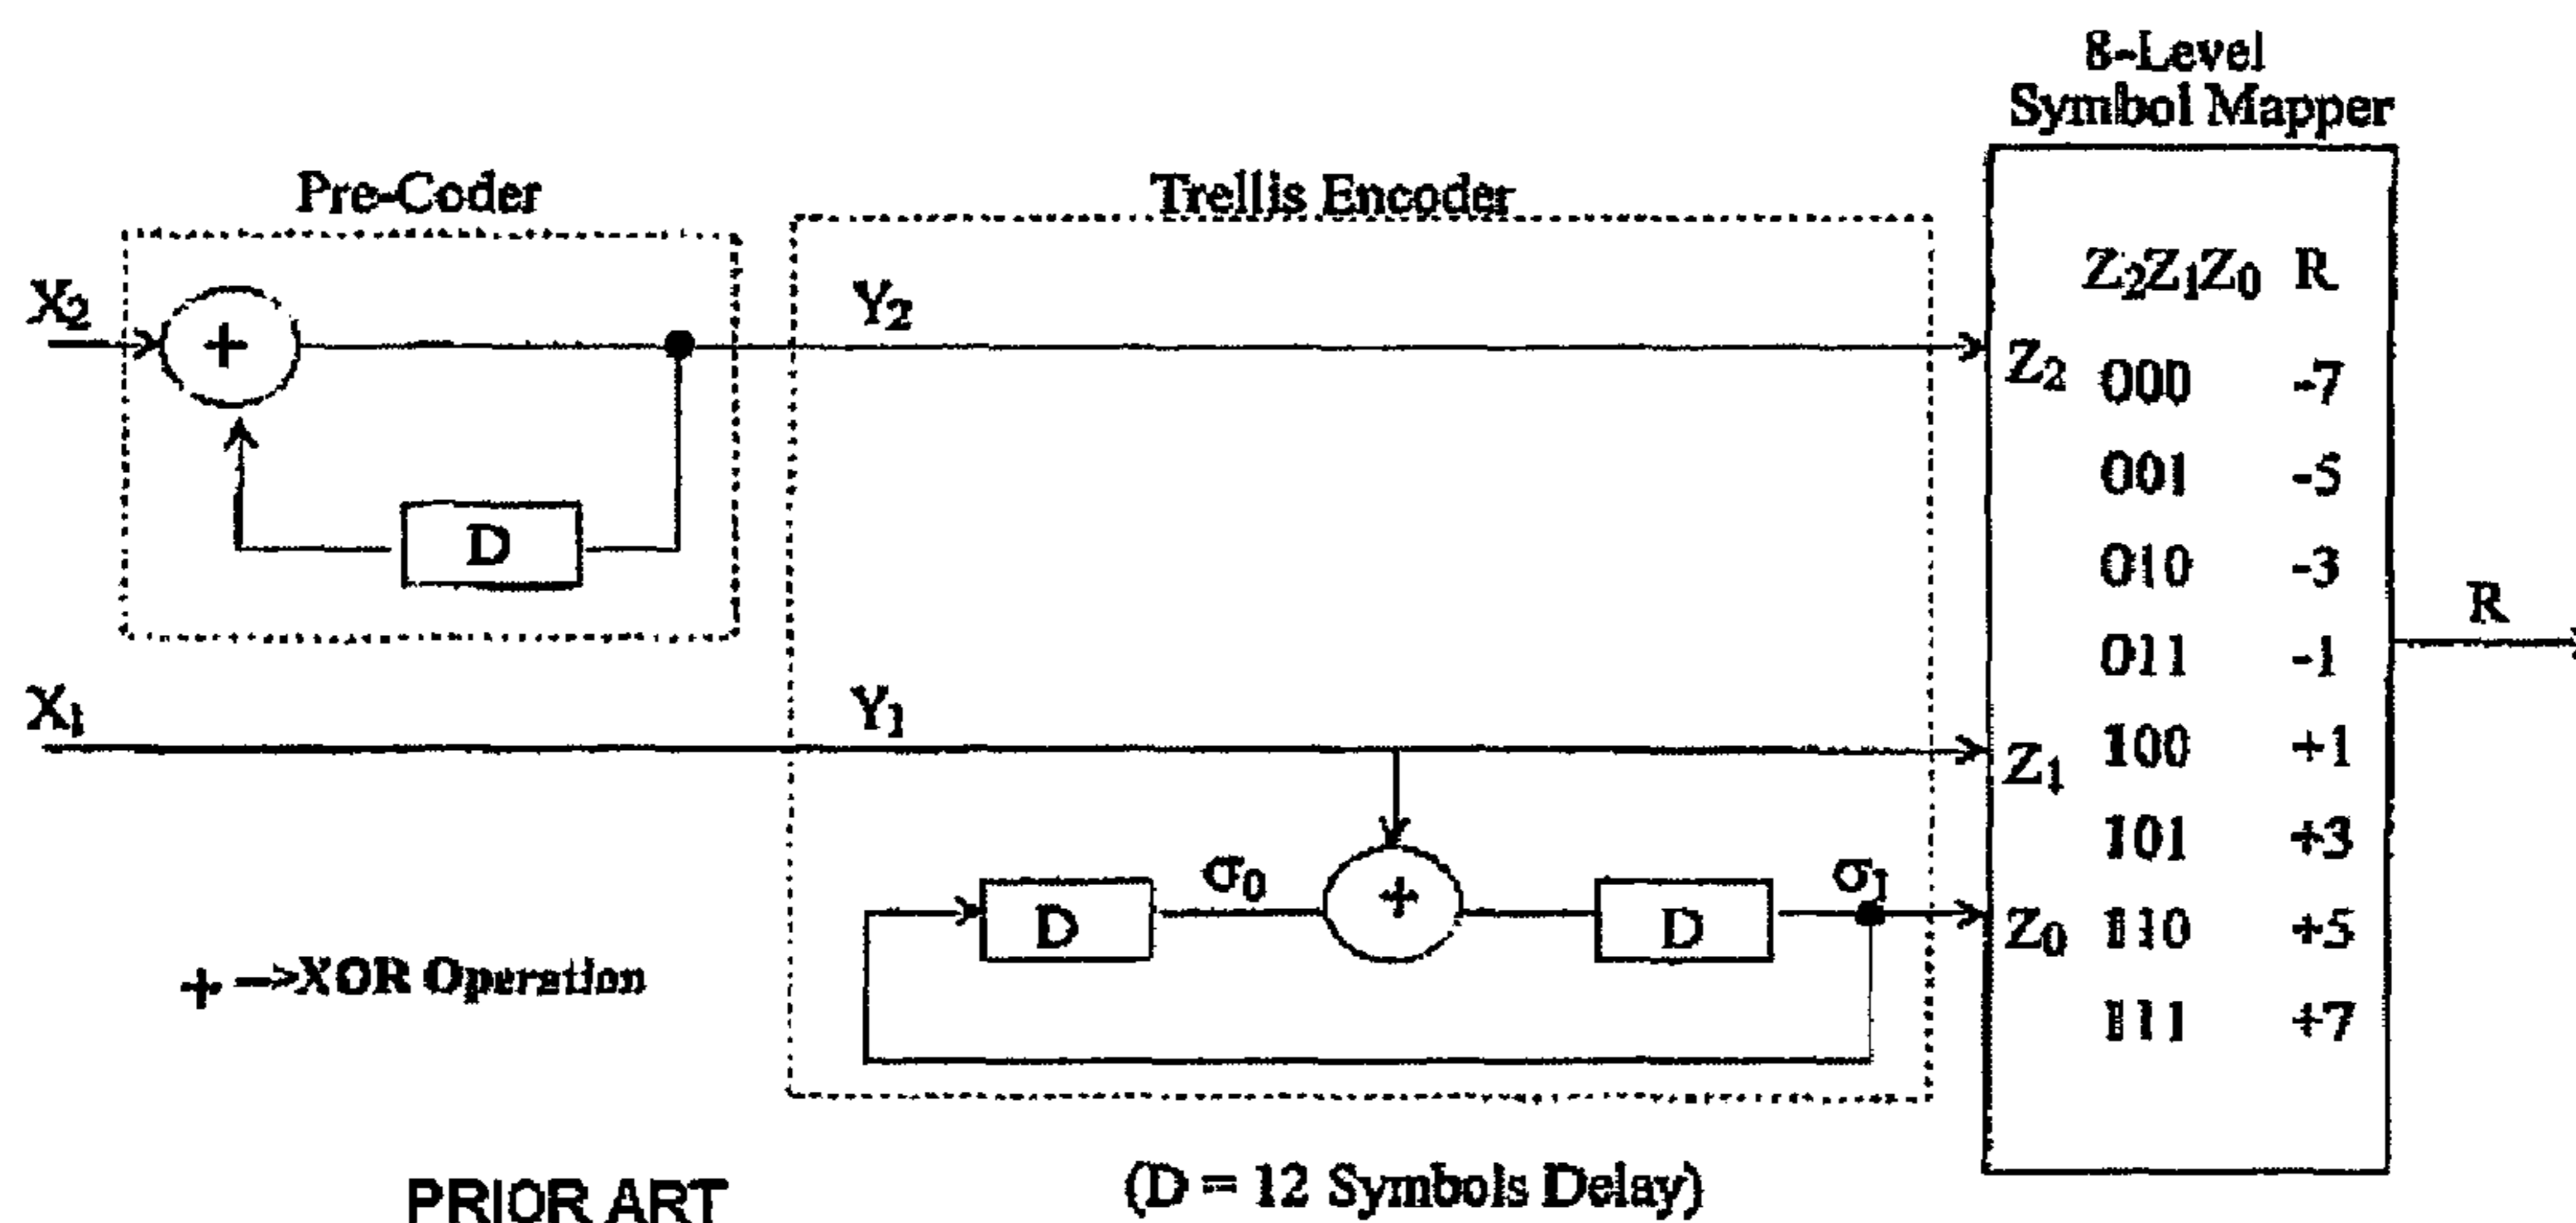 8-Level
Symbol Mapper
Pre-Coder
Trellis Encoder
X₂
+
D
Y₂
X₁
Y₁
D
σ₀
+
D
σ₁
Z₂
Z₁
Z₀
Z₂Z₁Z₀ R
000 -7
001 -5
010 -3
011 -1
100 +1
101 +3
110 +5
111 +7
R
+ -->XOR Operation
(D = 12 Symbols Delay)
PRIOR ART